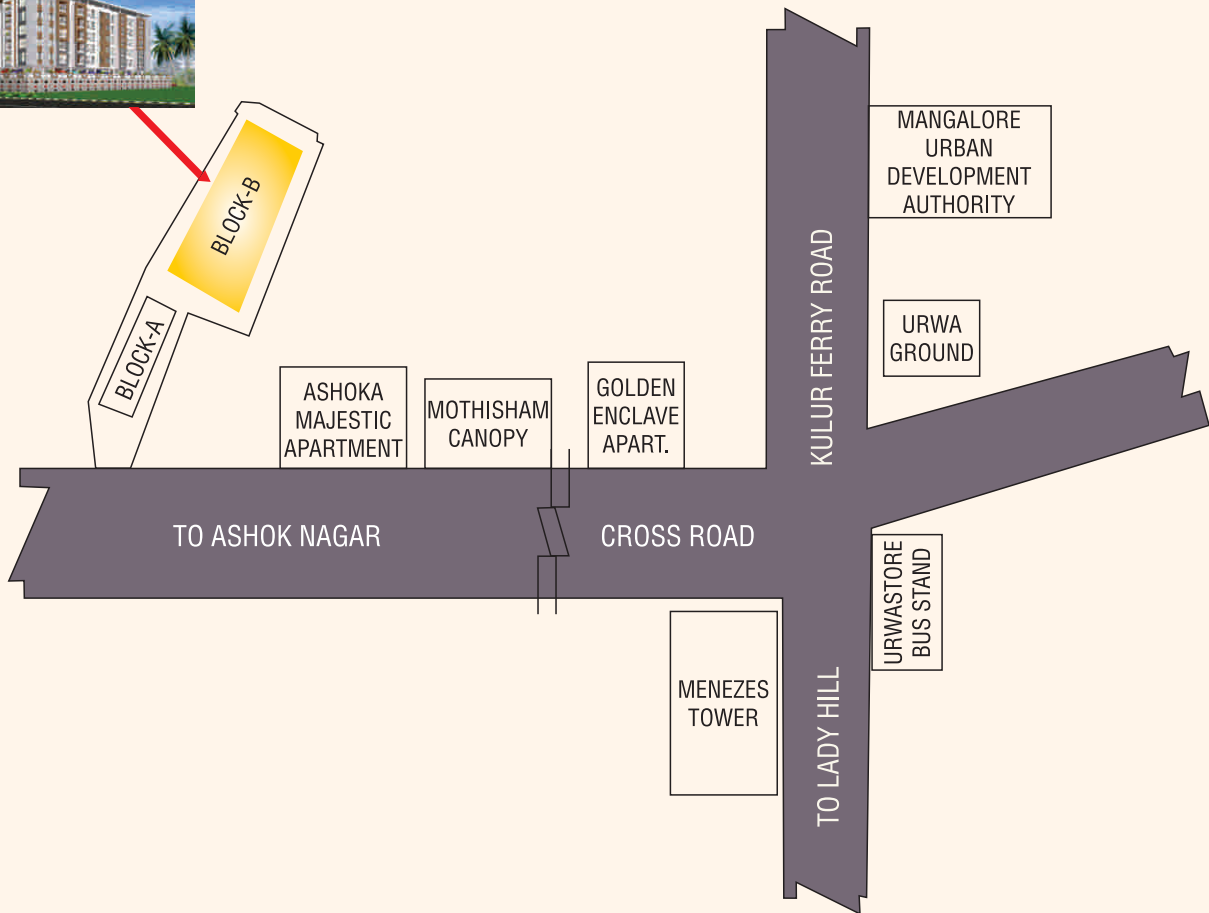 MANGALORE
URBAN
DEVELOPMENT
AUTHORITY
BLOCK-B
KULUR FERRY ROAD
URWA
GROUND
BLOCK-A
ASHOKA
MAJESTIC
APARTMENT
MOTHISHAM
CANOPY
GOLDEN
ENCLAVE
APART.
TO ASHOK NAGAR
CROSS ROAD
URWASTORE
BUS STAND
MENEZES
TOWER
TO LADY HILL